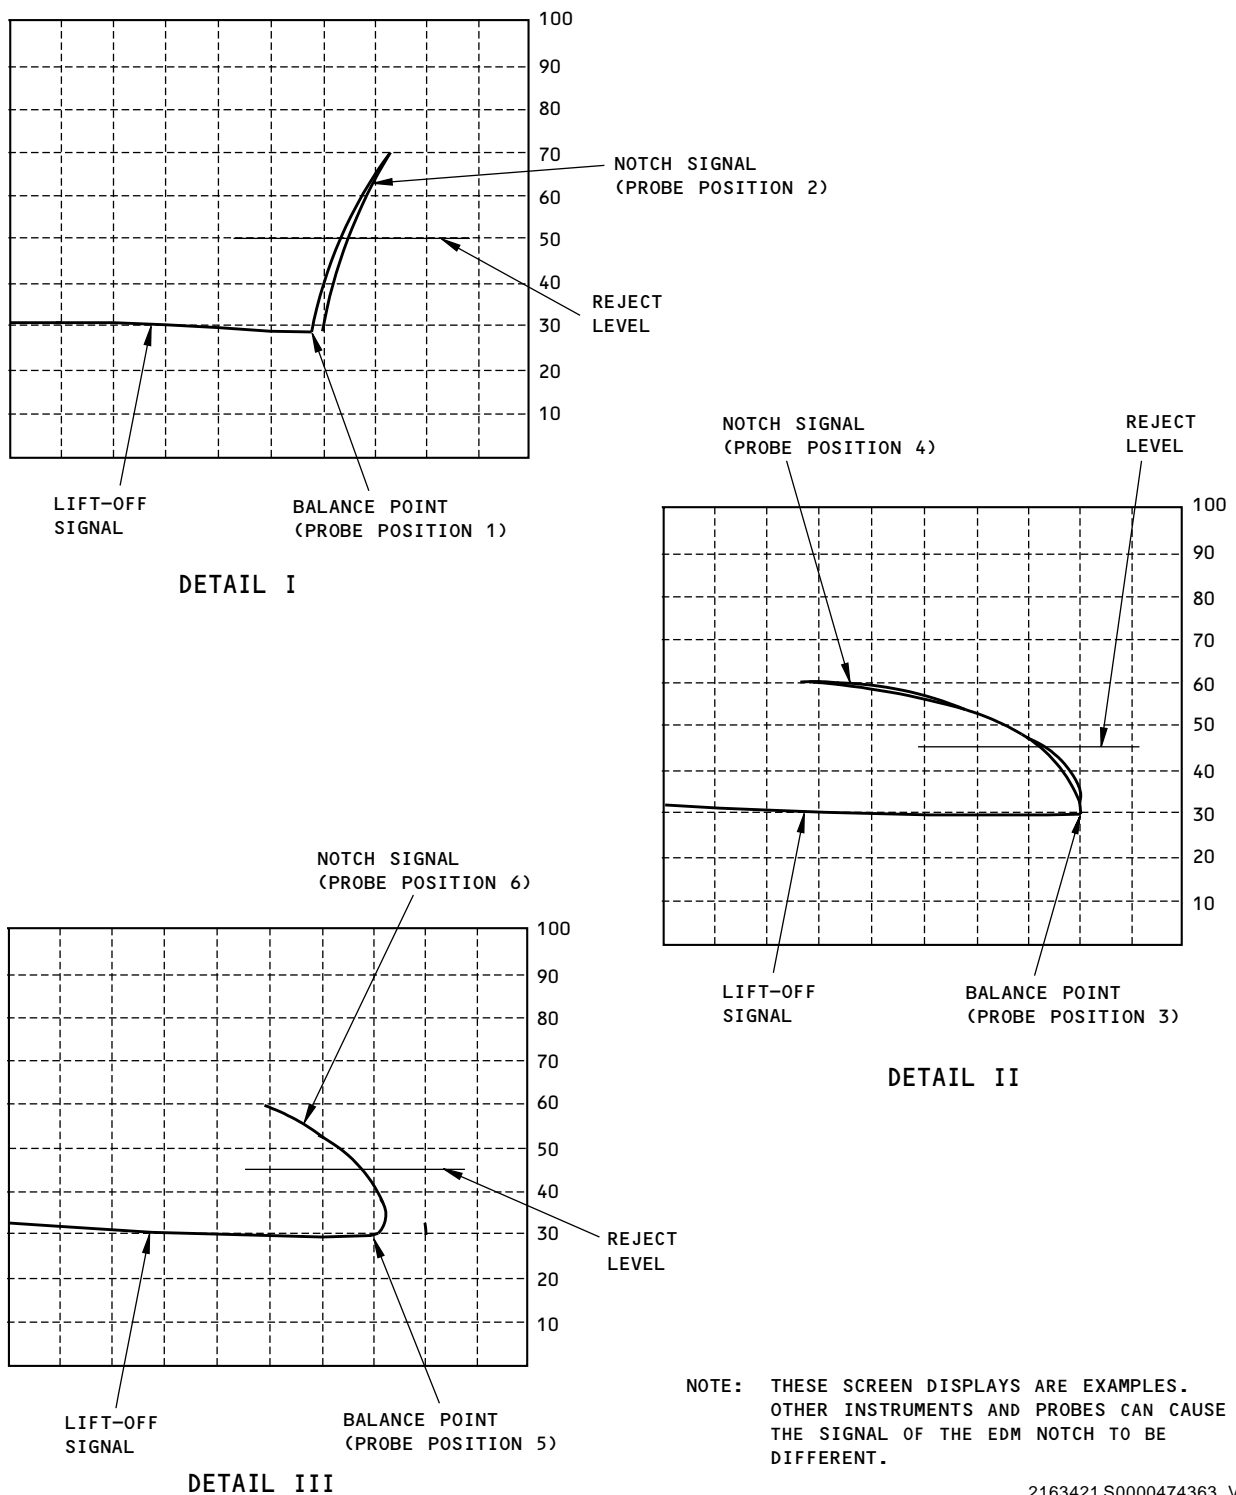 100
90
80
70
60
50
40
30
20
10
NOTCH SIGNAL
(PROBE POSITION 2)
REJECT
LEVEL
LIFT-OFF
SIGNAL
BALANCE POINT
(PROBE POSITION 1)
DETAIL I
NOTCH SIGNAL
(PROBE POSITION 4)
REJECT
LEVEL
100
90
80
70
60
50
40
30
20
10
LIFT-OFF
SIGNAL
BALANCE POINT
(PROBE POSITION 3)
DETAIL II
NOTCH SIGNAL
(PROBE POSITION 6)
100
90
80
70
60
50
40
30
20
10
REJECT
LEVEL
LIFT-OFF
SIGNAL
BALANCE POINT
(PROBE POSITION 5)
DETAIL III
NOTE: THESE SCREEN DISPLAYS ARE EXAMPLES.
OTHER INSTRUMENTS AND PROBES CAN CAUSE
THE SIGNAL OF THE EDM NOTCH TO BE
DIFFERENT.
2163421 S0000474363_V